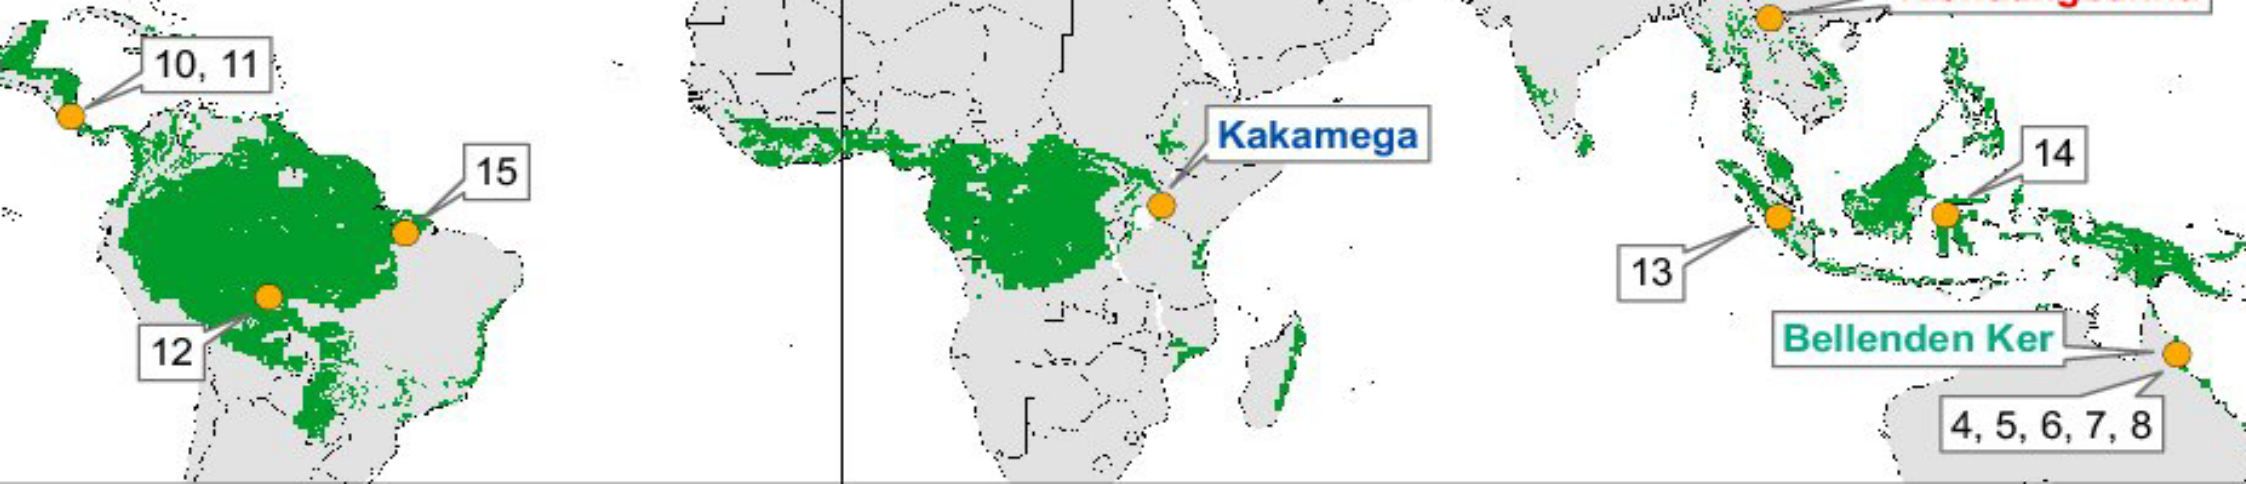 10, 11
15
12
Kakamega
14
13
Bellenden Ker
4, 5, 6, 7, 8